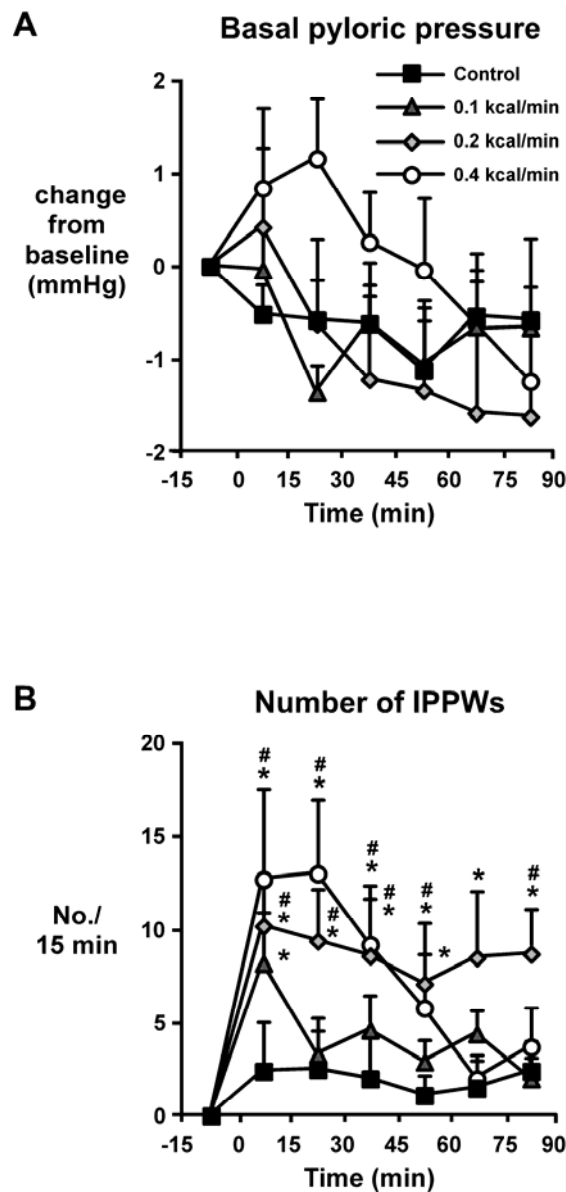 A
Basal pyloric pressure
Control
0.1 kcal/min
0.2 kcal/min
0.4 kcal/min
change
from
baseline
(mmHg)
2
1
0
-1
-2
-15 0 15 30 45 60 75 90
Time (min)
B
Number of IPPWs
No./
15 min
20
15
10
5
0
# # 
* *
# # # #
* * * * *
# #
* *
* *
-15 0 15 30 45 60 75 90
Time (min)